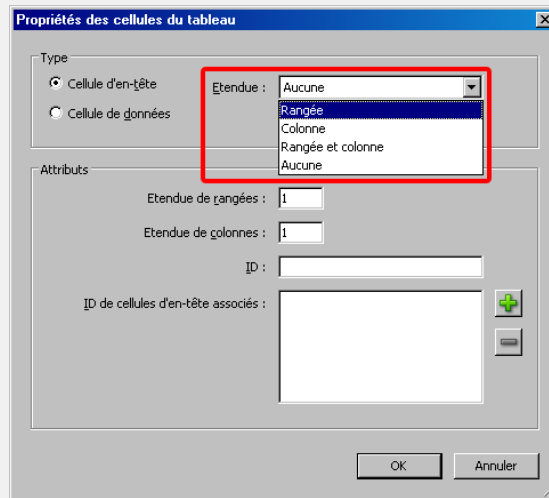 Propriétés des cellules du tableau
Type
Cellule d'en-tête
Etendue : Aucune
Cellule de données
Rangée
Colonne
Rangée et colonne
Aucune
Attributs
Etendue de rangées : 1
Etendue de colonnes : 1
ID :
ID de cellules d'en-tête associés :
OK Annuler